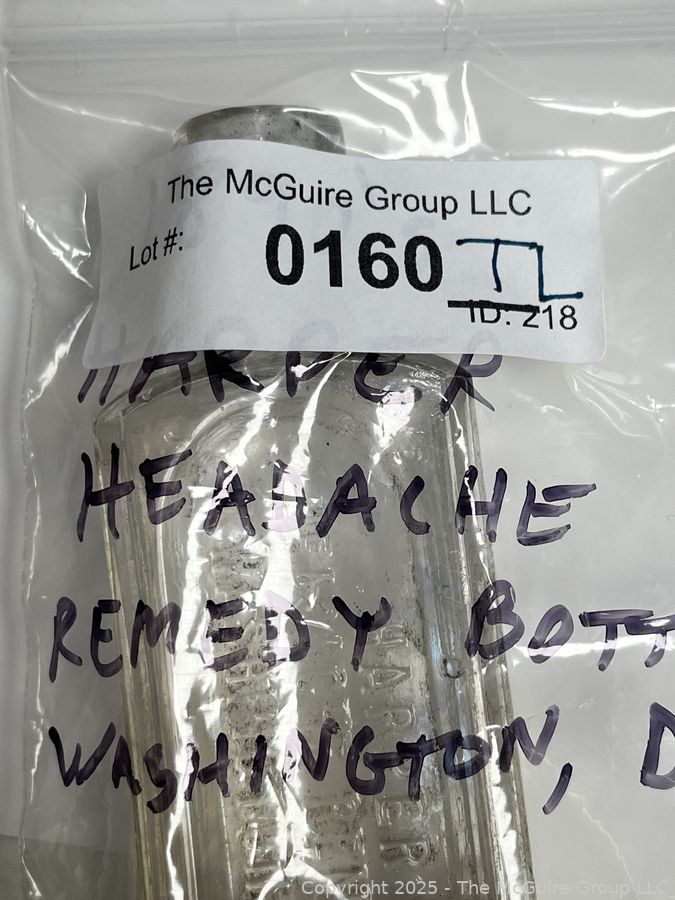 The McGuire Group LLC
Lot #:
0160 TL
ID: 218
HARPER
HEADACHE
REMEDY BOTT
WASHINGTON, D
HARPER
Copyright 2025 - The McGuire Group LLC